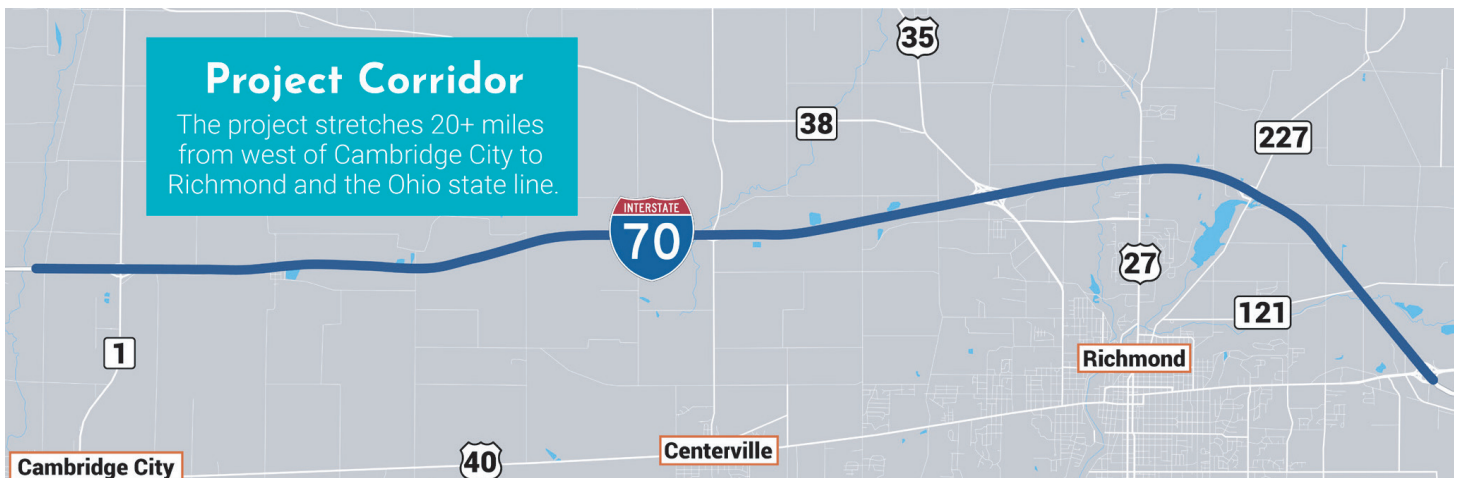 Project Corridor
The project stretches 20+ miles
from west of Cambridge City to
Richmond and the Ohio state line.
35
38
227
INTERSTATE
70
27
121
1
Richmond
Centerville
40
Cambridge City